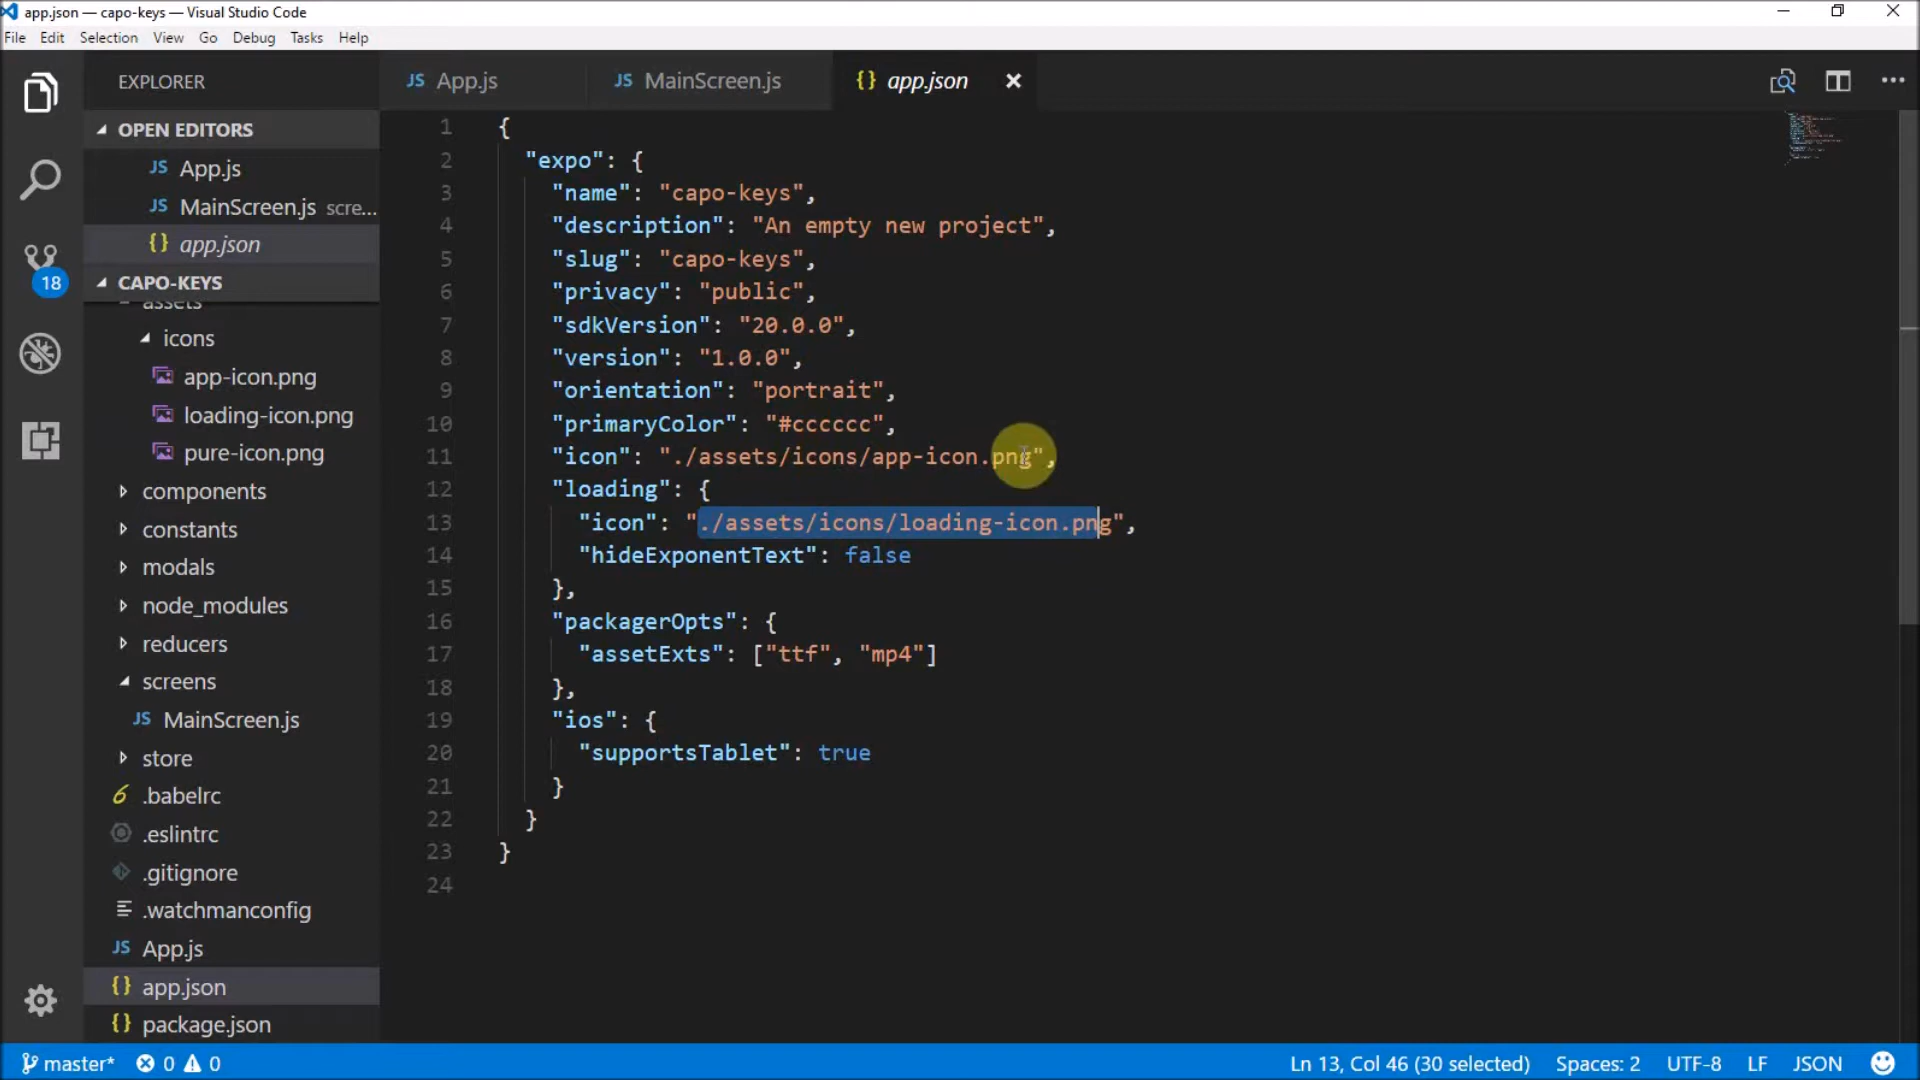 app.json — capo-keys — Visual Studio Code
File Edit Selection View Go Debug Tasks Help
EXPLORER
OPEN EDITORS
JS App.js
JS MainScreen.js scre...
{} app.json
18
CAPO-KEYS
assets
icons
app-icon.png
loading-icon.png
pure-icon.png
components
constants
modals
node_modules
reducers
screens
JS MainScreen.js
store
.babelrc
.eslintrc
.gitignore
.watchmanconfig
JS App.js
{} app.json
{} package.json
JS App.js JS MainScreen.js {} app.json
1 {
2 "expo": {
3 "name": "capo-keys",
4 "description": "An empty new project",
5 "slug": "capo-keys",
6 "privacy": "public",
7 "sdkVersion": "20.0.0",
8 "version": "1.0.0",
9 "orientation": "portrait",
10 "primaryColor": "#cccccc",
11 "icon": "./assets/icons/app-icon.png",
12 "loading": {
13 "icon": "./assets/icons/loading-icon.png",
14 "hideExponentText": false
15 },
16 "packagerOpts": {
17 "assetExts": ["ttf", "mp4"]
18 },
19 "ios": {
20 "supportsTablet": true
21 }
22 }
23 }
24
master* 0 0 Ln 13, Col 46 (30 selected) Spaces: 2 UTF-8 LF JSON